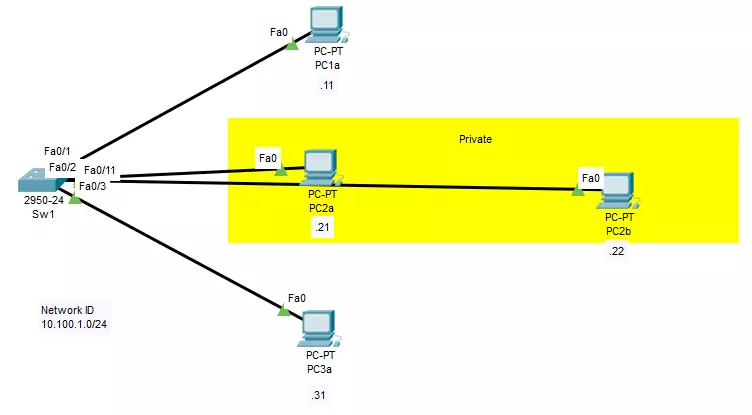 Fa0
PC-PT
PC1a
.11
Private
Fa0/1
Fa0/2
Fa0/11
Fa0/3
2950-24
Sw1
Fa0
PC-PT
PC2a
.21
Fa0
PC-PT
PC2b
.22
Fa0
PC-PT
PC3a
.31
Network ID
10.100.1.0/24